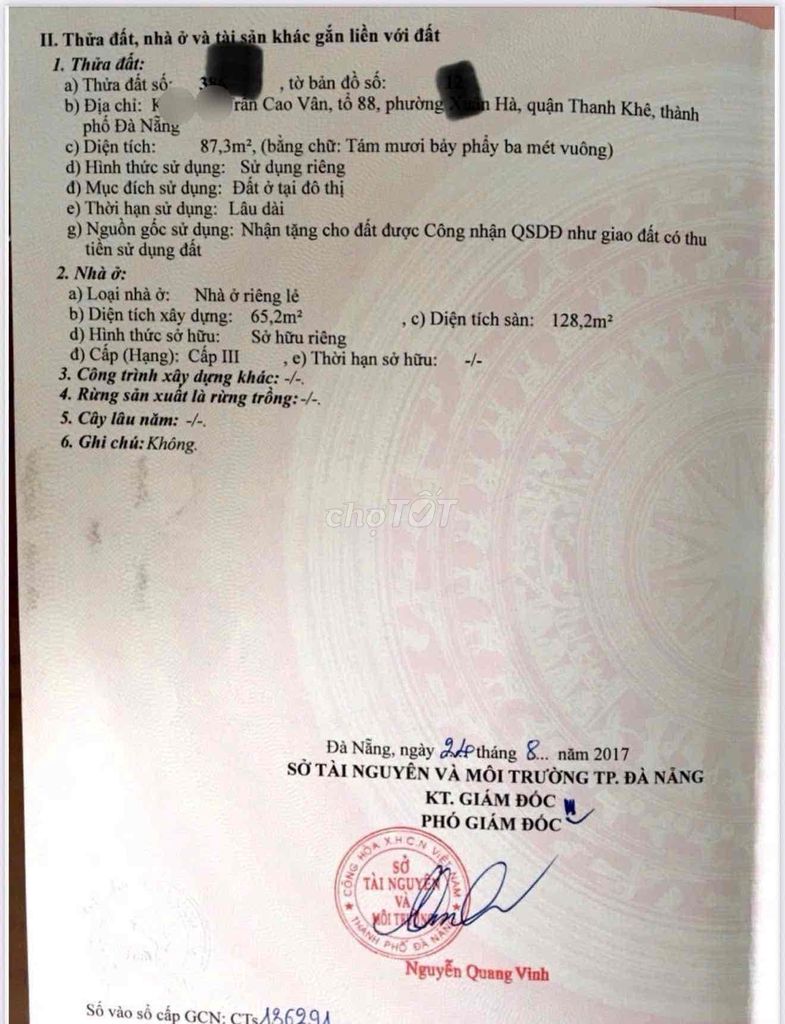 II. Thửa đất, nhà ở và tài sản khác gắn liền với đất
1. Thửa đất:
a) Thửa đất số: , tờ bản đồ số:
b) Địa chỉ: K rần Cao Vân, tổ 88, phường Xuân Hà, quận Thanh Khê, thành
phố Đà Nẵng
c) Diện tích: 87,3m², (bằng chữ: Tám mươi bảy phẩy ba mét vuông)
d) Hình thức sử dụng: Sử dụng riêng
đ) Mục đích sử dụng: Đất ở tại đô thị
e) Thời hạn sử dụng: Lâu dài
g) Nguồn gốc sử dụng: Nhận tặng cho đất được Công nhận QSDĐ như giao đất có thu
tiền sử dụng đất
2. Nhà ở:
a) Loại nhà ở: Nhà ở riêng lẻ
b) Diện tích xây dựng: 65,2m² , c) Diện tích sàn: 128,2m²
d) Hình thức sở hữu: Sở hữu riêng
đ) Cấp (Hạng): Cấp III , e) Thời hạn sở hữu: -/-
3. Công trình xây dựng khác: -/-.
4. Rừng sản xuất là rừng trồng: -/-.
5. Cây lâu năm: -/-.
6. Ghi chú: Không.
chợTỐT
Đà Nẵng, ngày 24 tháng 8... năm 2017
SỞ TÀI NGUYÊN VÀ MÔI TRƯỜNG TP. ĐÀ NẴNG
KT. GIÁM ĐỐC
PHÓ GIÁM ĐỐC
CỘNG HÒA X.H.C.N VIỆT NAM
SỞ
TÀI NGUYÊN
VÀ
MÔI TRƯỜNG
THÀNH PHỐ ĐÀ NẴNG
Nguyễn Quang Vinh
Số vào sổ cấp GCN: CTs 136291